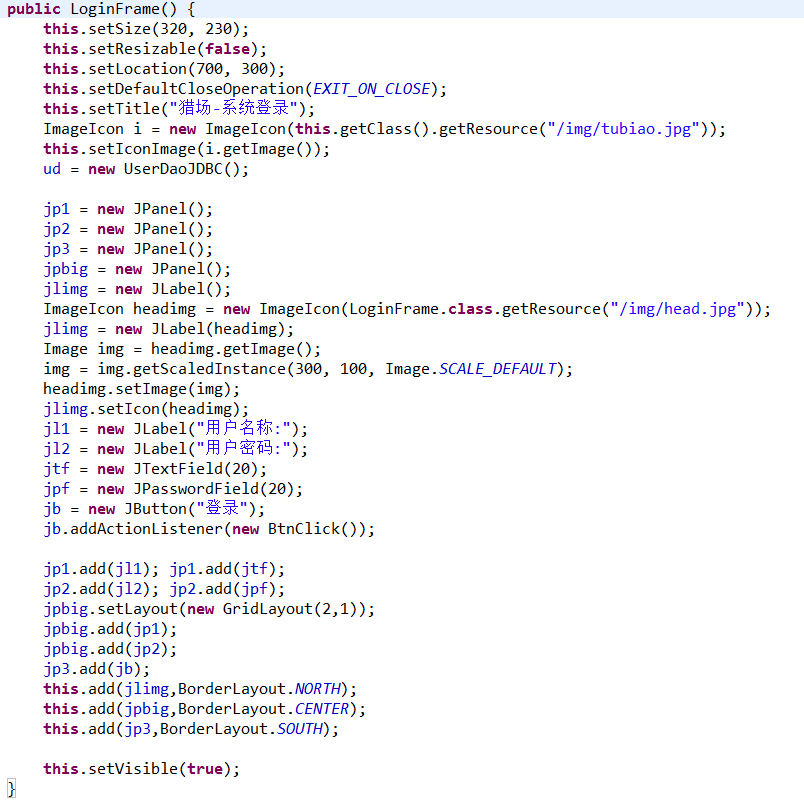 public LoginFrame() {
    this.setSize(320, 230);
    this.setResizable(false);
    this.setLocation(700, 300);
    this.setDefaultCloseOperation(EXIT_ON_CLOSE);
    this.setTitle("猎场-系统登录");
    ImageIcon i = new ImageIcon(this.getClass().getResource("/img/tubiao.jpg"));
    this.setIconImage(i.getImage());
    ud = new UserDaoJDBC();

    jp1 = new JPanel();
    jp2 = new JPanel();
    jp3 = new JPanel();
    jpbig = new JPanel();
    jlimg = new JLabel();
    ImageIcon headimg = new ImageIcon(LoginFrame.class.getResource("/img/head.jpg"));
    jlimg = new JLabel(headimg);
    Image img = headimg.getImage();
    img = img.getScaledInstance(300, 100, Image.SCALE_DEFAULT);
    headimg.setImage(img);
    jlimg.setIcon(headimg);
    jl1 = new JLabel("用户名称:");
    jl2 = new JLabel("用户密码:");
    jtf = new JTextField(20);
    jpf = new JPasswordField(20);
    jb = new JButton("登录");
    jb.addActionListener(new BtnClick());

    jp1.add(jl1); jp1.add(jtf);
    jp2.add(jl2); jp2.add(jpf);
    jpbig.setLayout(new GridLayout(2,1));
    jpbig.add(jp1);
    jpbig.add(jp2);
    jp3.add(jb);
    this.add(jlimg,BorderLayout.NORTH);
    this.add(jpbig,BorderLayout.CENTER);
    this.add(jp3,BorderLayout.SOUTH);

    this.setVisible(true);
}